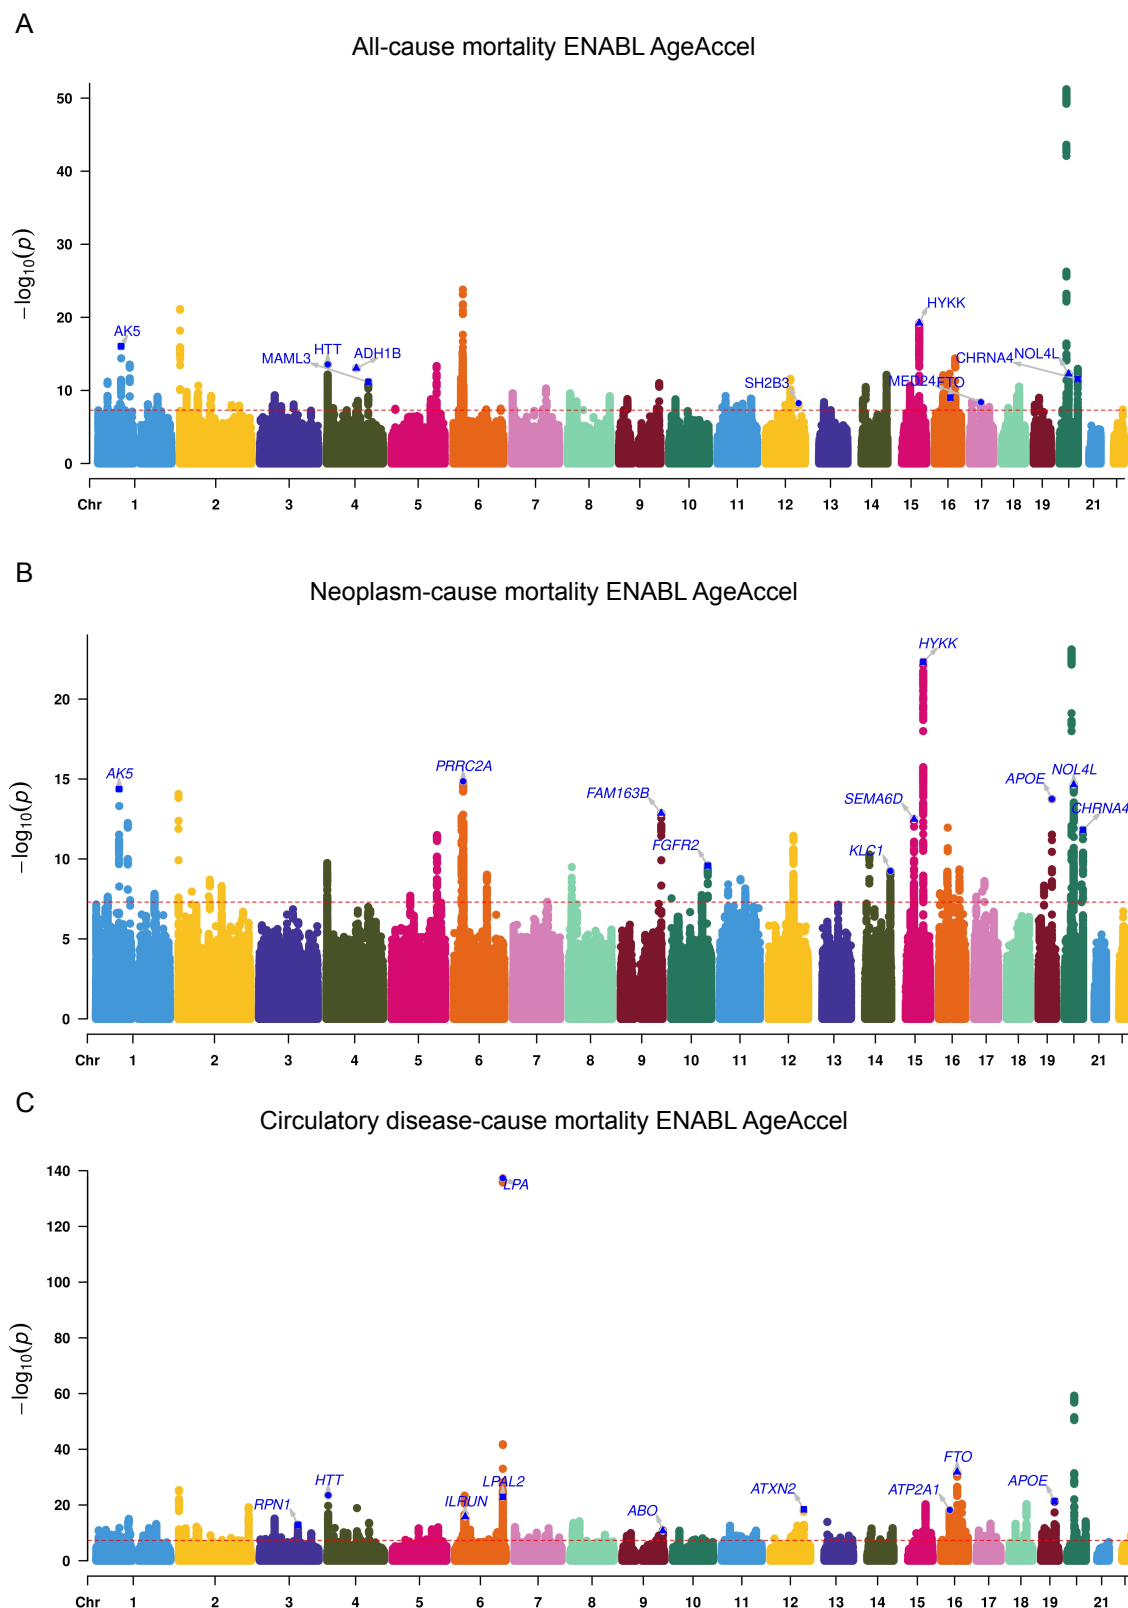 A
All-cause mortality ENABL AgeAccel
50
40
30
20
10
0
−log10(p)
AK5
MAML3
HTT
ADH1B
SH2B3
HYKK
MED24
FTO
CHRNA4
NOL4L
Chr 1 2 3 4 5 6 7 8 9 10 11 12 13 14 15 16 17 18 19 21
B
Neoplasm-cause mortality ENABL AgeAccel
20
15
10
5
0
−log10(p)
AK5
PRRC2A
FAM163B
FGFR2
KLC1
SEMA6D
HYKK
APOE
NOL4L
CHRNA4
Chr 1 2 3 4 5 6 7 8 9 10 11 12 13 14 15 16 17 18 19 21
C
Circulatory disease-cause mortality ENABL AgeAccel
140
120
100
80
60
40
20
0
−log10(p)
LPA
RPN1
HTT
ILRUN
LPAL2
ABO
ATXN2
ATP2A1
FTO
APOE
Chr 1 2 3 4 5 6 7 8 9 10 11 12 13 14 15 16 17 18 19 21